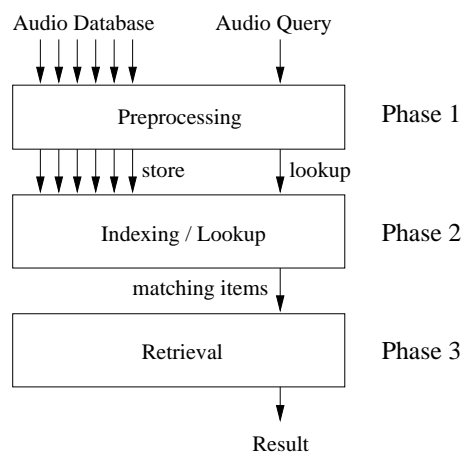 Audio Database
Audio Query
Preprocessing
Phase 1
store
lookup
Indexing / Lookup
Phase 2
matching items
Retrieval
Phase 3
Result